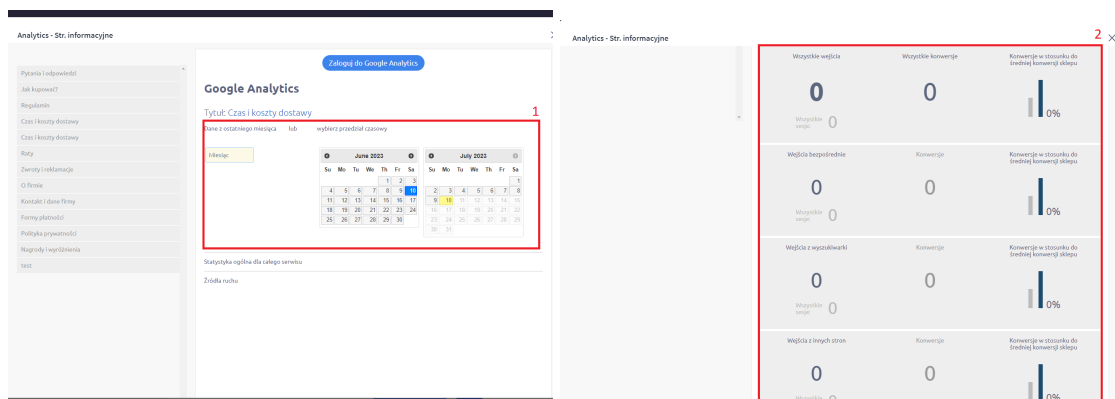 Analytics - Str. informacyjne
Pytania i odpowiedzi
Jak kupować?
Regulamin
Czas i koszty dostawy
Czas i koszty dostawy
Raty
Zwroty i reklamacje
O firmie
Kontakt i dane firmy
Formy płatności
Polityka prywatności
Nagrody i wyróżnienia
test
Zaloguj do Google Analytics
Google Analytics
Tytuł: Czas i koszty dostawy
1
Dane z ostatniego miesiąca lub wybierz przedział czasowy
Miesiąc
June 2023
Su Mo Tu We Th Fr Sa
1 2 3
4 5 6 7 8 9 10
11 12 13 14 15 16 17
18 19 20 21 22 23 24
25 26 27 28 29 30
July 2023
Su Mo Tu We Th Fr Sa
1
2 3 4 5 6 7 8
9 10 11 12 13 14 15
16 17 18 19 20 21 22
23 24 25 26 27 28 29
30 31
Statystyka ogólna dla całego serwisu
Źródła ruchu
Analytics - Str. informacyjne
2
Wszystkie wejścia Wszystkie konwersje Konwersje w stosunku do
średniej konwersji sklepu
0 0 0%
Wszystkie
sesje 0
Wejścia bezpośrednie Konwersje Konwersje w stosunku do
średniej konwersji sklepu
0 0 0%
Wszystkie
sesje 0
Wejścia z wyszukiwarki Konwersje Konwersje w stosunku do
średniej konwersji sklepu
0 0 0%
Wszystkie
sesje 0
Wejścia z innych stron Konwersje Konwersje w stosunku do
średniej konwersji sklepu
0 0 0%
Wszystkie 0